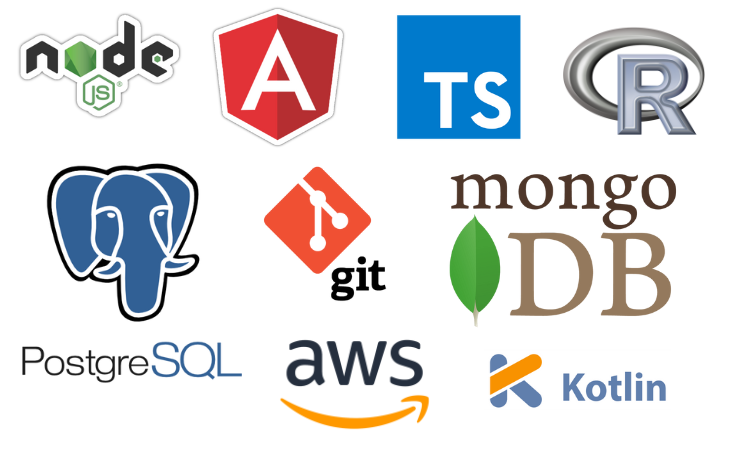 node
JS®
A
TS
R
git
mongo
DB
PostgreSQL
aws
Kotlin